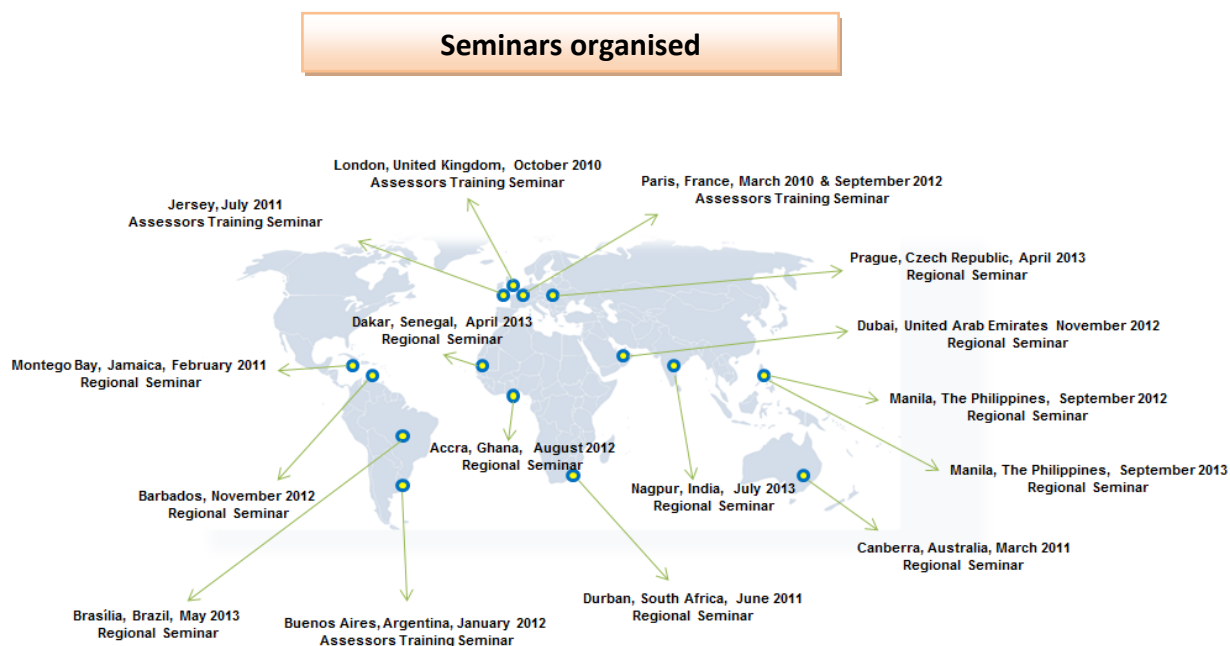 Seminars organised
London, United Kingdom, October 2010
Assessors Training Seminar
Paris, France, March 2010 & September 2012
Assessors Training Seminar
Jersey, July 2011
Assessors Training Seminar
Prague, Czech Republic, April 2013
Regional Seminar
Dakar, Senegal, April 2013
Regional Seminar
Dubai, United Arab Emirates November 2012
Regional Seminar
Montego Bay, Jamaica, February 2011
Regional Seminar
Manila, The Philippines, September 2012
Regional Seminar
Accra, Ghana, August 2012
Regional Seminar
Manila, The Philippines, September 2013
Regional Seminar
Nagpur, India, July 2013
Regional Seminar
Barbados, November 2012
Regional Seminar
Canberra, Australia, March 2011
Regional Seminar
Durban, South Africa, June 2011
Regional Seminar
Brasília, Brazil, May 2013
Regional Seminar
Buenos Aires, Argentina, January 2012
Assessors Training Seminar